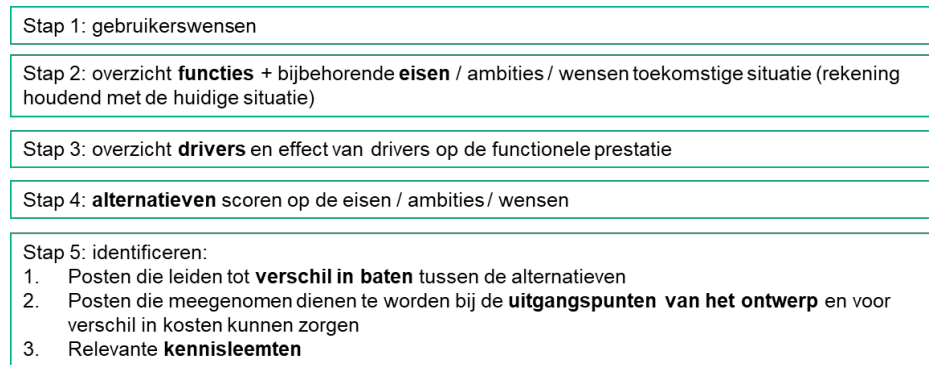 Stap 1: gebruikerswensen
Stap 2: overzicht functies + bijbehorende eisen / ambities / wensen toekomstige situatie (rekening
houdend met de huidige situatie)
Stap 3: overzicht drivers en effect van drivers op de functionele prestatie
Stap 4: alternatieven scoren op de eisen / ambities / wensen
Stap 5: identificeren:
1. Posten die leiden tot verschil in baten tussen de alternatieven
2. Posten die meegenomen dienen te worden bij de uitgangspunten van het ontwerp en voor
verschil in kosten kunnen zorgen
3. Relevante kennisleemten